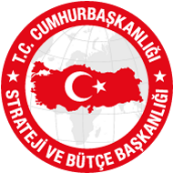 T.C. CUMHURBAŞKANLIĞI
STRATEJİ VE BÜTÇE BAŞKANLIĞI